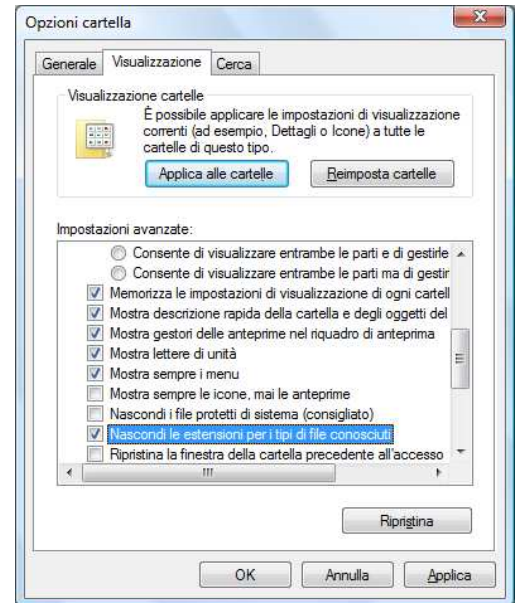 Opzioni cartella
Generale Visualizzazione Cerca
Visualizzazione cartelle
È possibile applicare le impostazioni di visualizzazione
correnti (ad esempio, Dettagli o Icone) a tutte le
cartelle di questo tipo.
Applica alle cartelle Reimposta cartelle
Impostazioni avanzate:
Consente di visualizzare entrambe le parti e di gestirle
Consente di visualizzare entrambe le parti ma di gestir
Memorizza le impostazioni di visualizzazione di ogni cartell
Mostra descrizione rapida della cartella e degli oggetti del
Mostra gestori delle anteprime nel riquadro di anteprima
Mostra lettere di unità
Mostra sempre i menu
Mostra sempre le icone, mai le anteprime
Nascondi i file protetti di sistema (consigliato)
Nascondi le estensioni per i tipi di file conosciuti
Ripristina la finestra della cartella precedente all'accesso
Ripristina
OK Annulla Applica